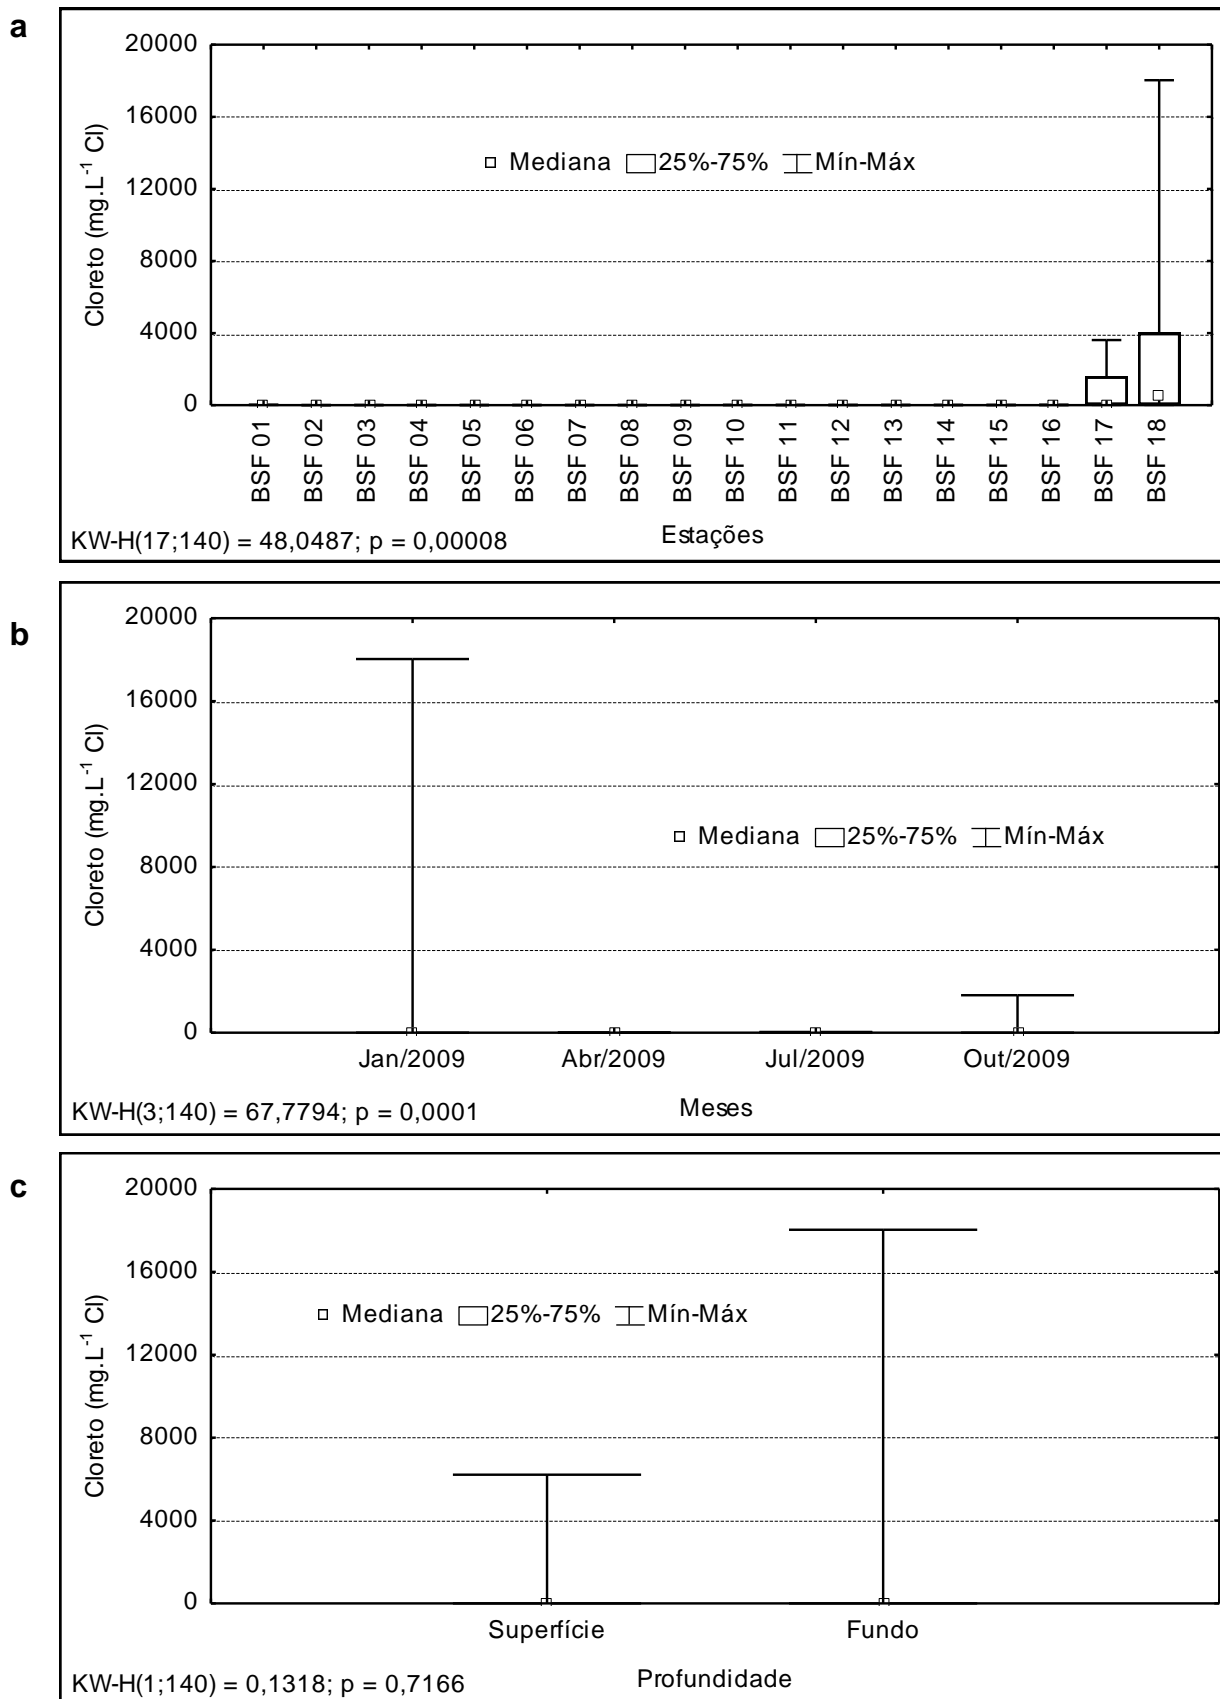 a
20000
16000
12000
8000
4000
0
Cloreto (mg.L⁻¹ Cl)
Mediana 25%-75% Mín-Máx
BSF 01
BSF 02
BSF 03
BSF 04
BSF 05
BSF 06
BSF 07
BSF 08
BSF 09
BSF 10
BSF 11
BSF 12
BSF 13
BSF 14
BSF 15
BSF 16
BSF 17
BSF 18
Estações
KW-H(17;140) = 48,0487; p = 0,00008
b
20000
16000
12000
8000
4000
0
Cloreto (mg.L⁻¹ Cl)
Mediana 25%-75% Mín-Máx
Jan/2009 Abr/2009 Jul/2009 Out/2009
Meses
KW-H(3;140) = 67,7794; p = 0,0001
c
20000
16000
12000
8000
4000
0
Cloreto (mg.L⁻¹ Cl)
Mediana 25%-75% Mín-Máx
Superfície Fundo
Profundidade
KW-H(1;140) = 0,1318; p = 0,7166